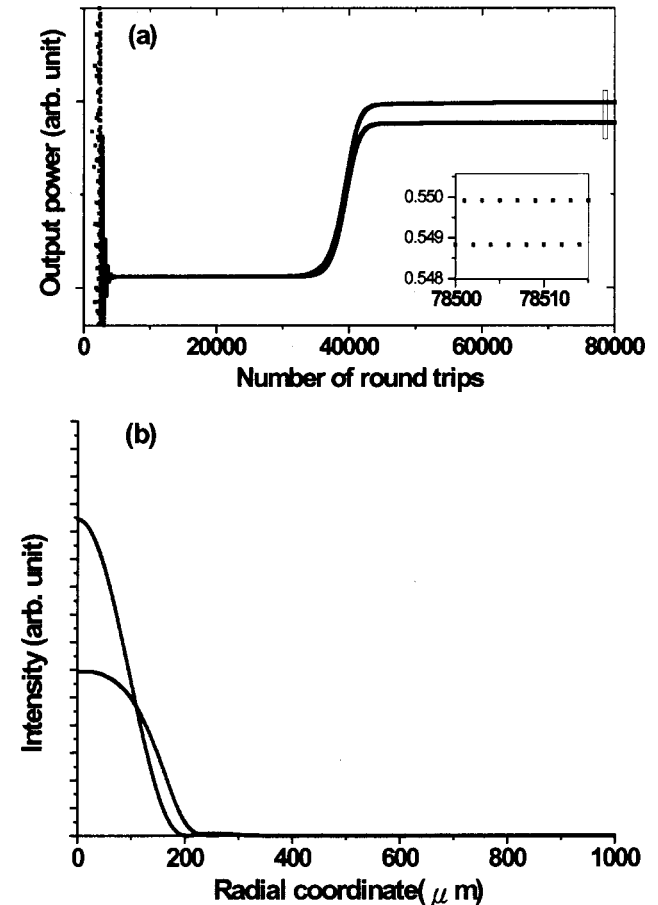 (a)
Output power (arb. unit)
0.550
0.549
0.548
78500 78510
0 20000 40000 60000 80000
Number of round trips
(b)
Intensity (arb. unit)
0 200 400 600 800 1000
Radial coordinate( μ m)